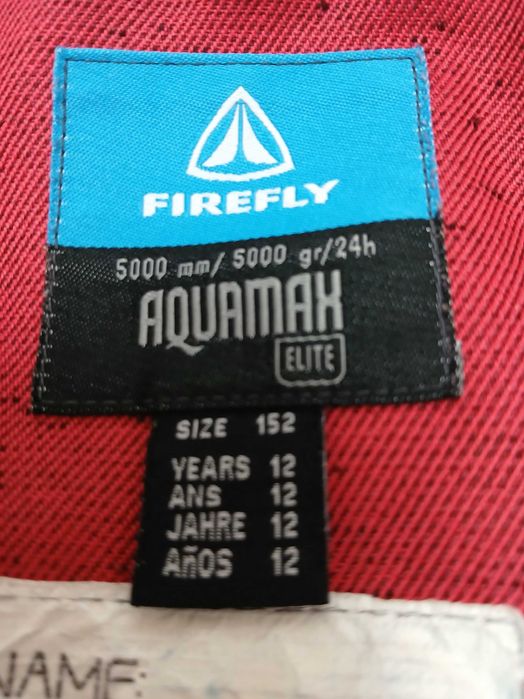 FIREFLY
5000 mm/ 5000 gr/24h
AQUAMAX
ELITE
SIZE 152
YEARS 12
ANS 12
JAHRE 12
AÑOS 12
NAME: